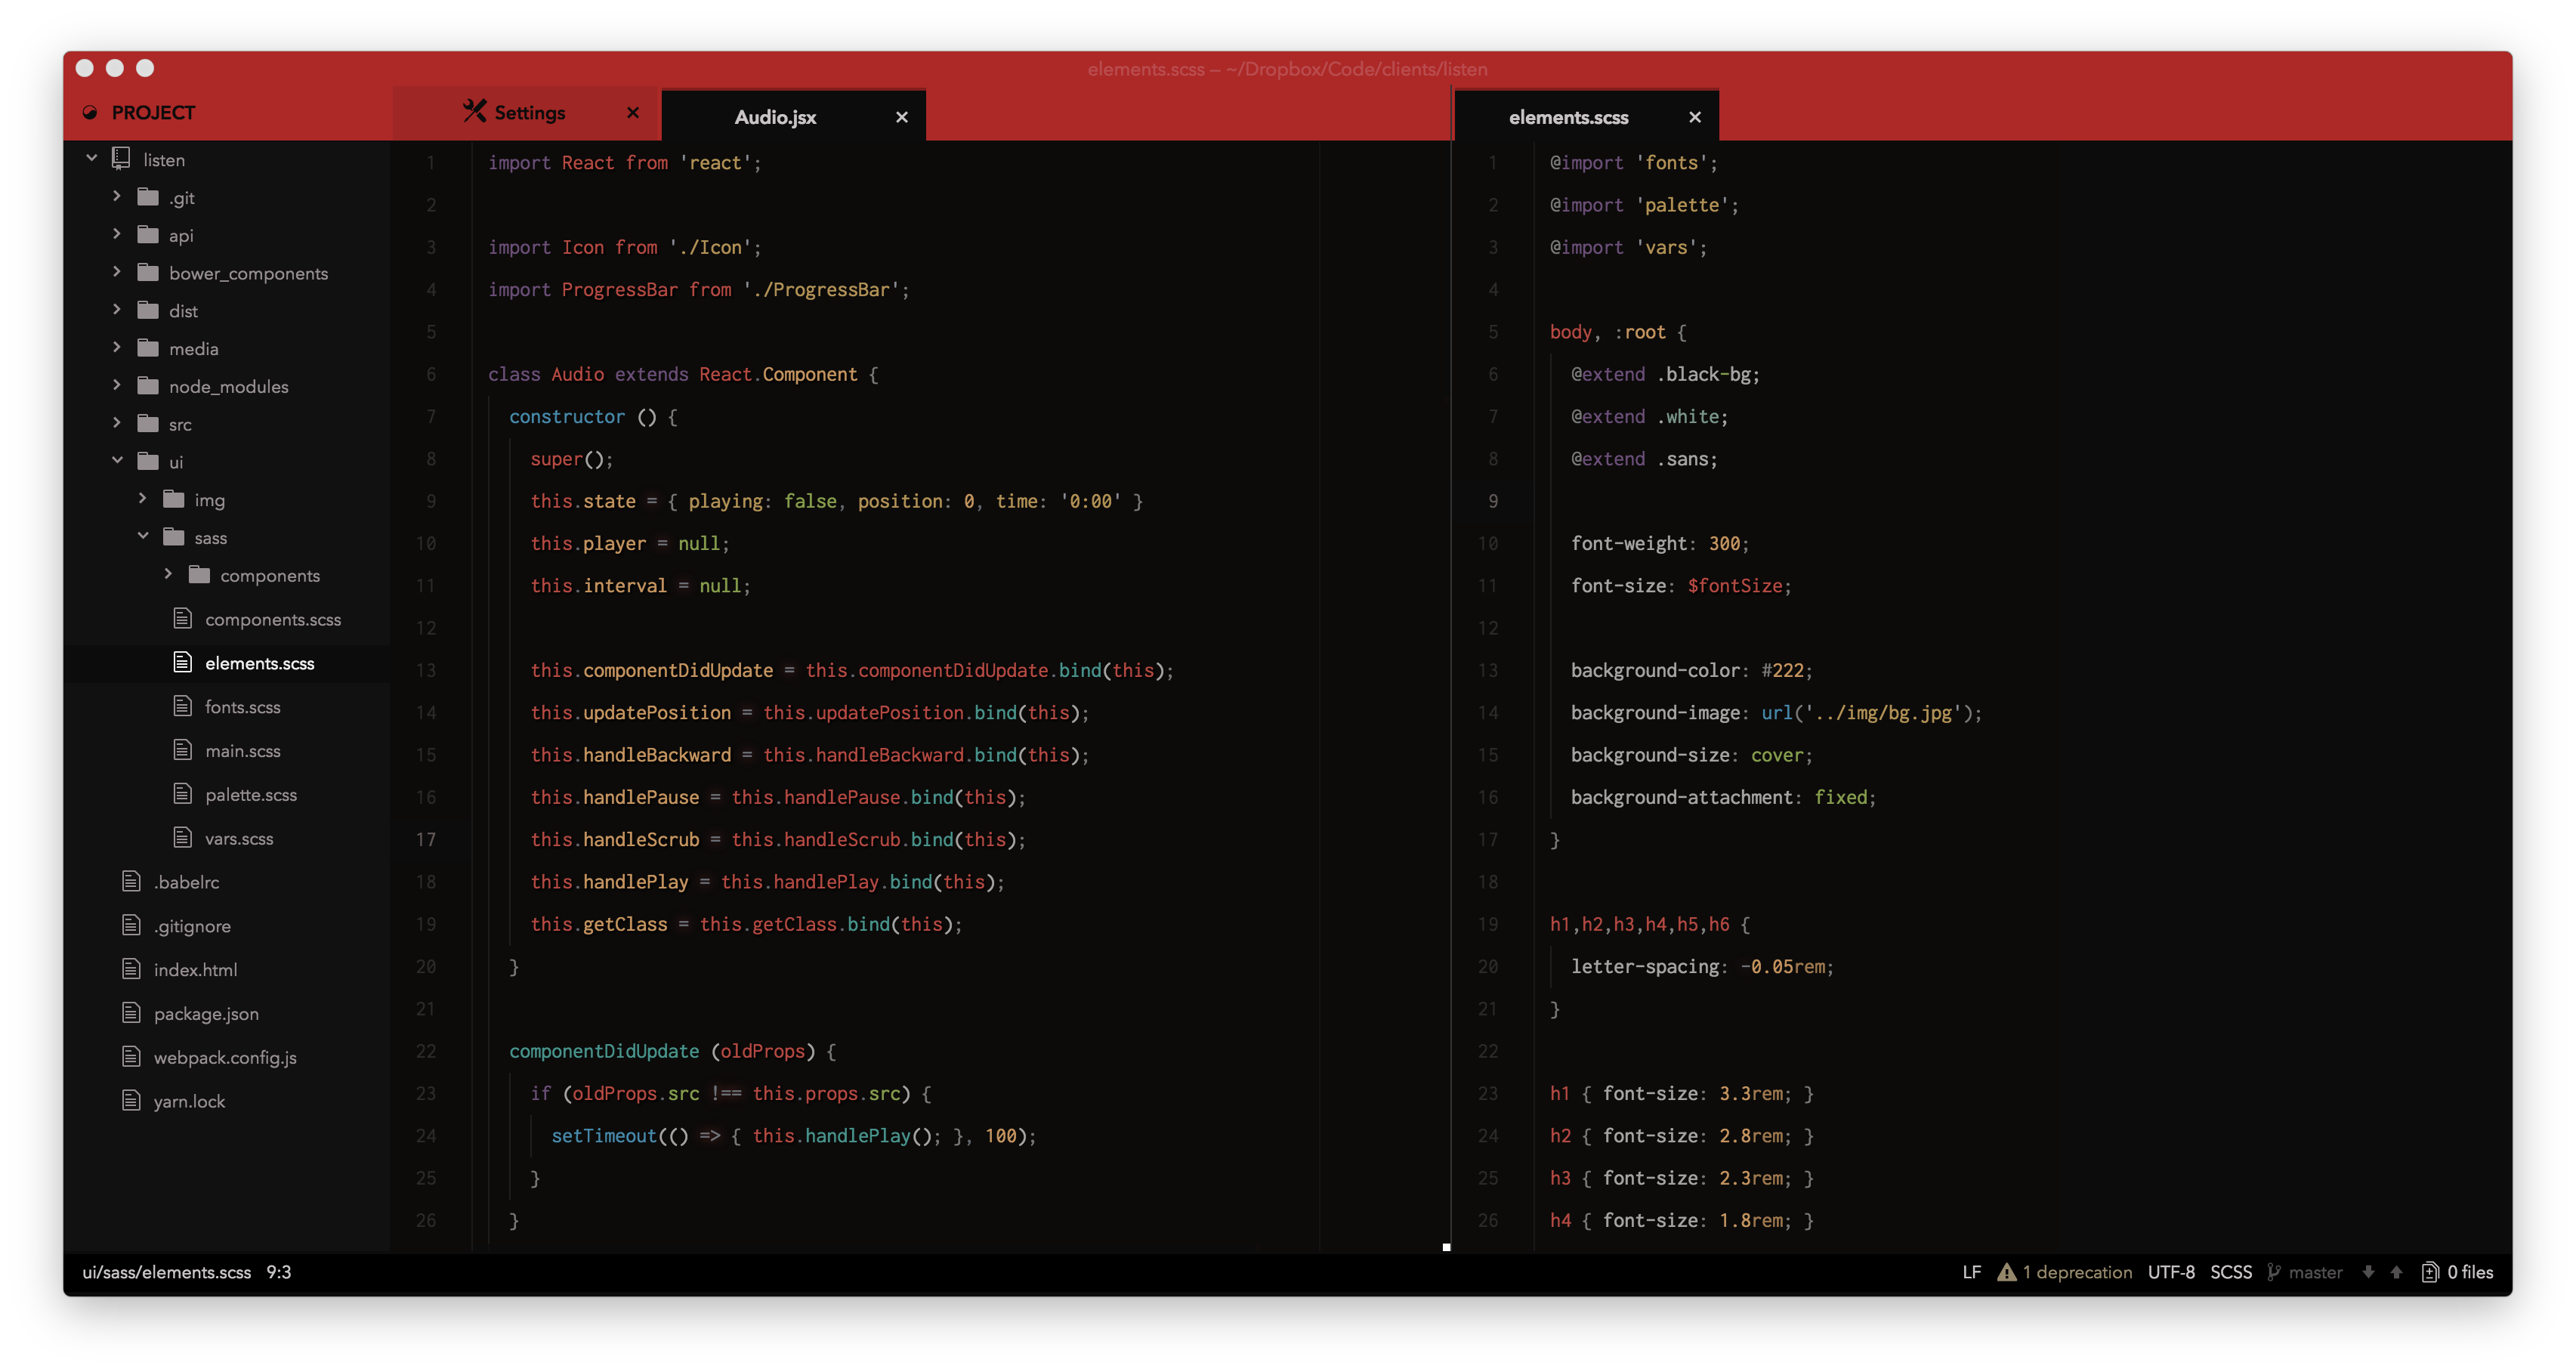 elements.scss – ~/Dropbox/Code/clients/listen
PROJECT
Settings
Audio.jsx
elements.scss
listen
.git
api
bower_components
dist
media
node_modules
src
ui
img
sass
components
components.scss
elements.scss
fonts.scss
main.scss
palette.scss
vars.scss
.babelrc
.gitignore
index.html
package.json
webpack.config.js
yarn.lock
1 import React from 'react';
2
3 import Icon from './Icon';
4 import ProgressBar from './ProgressBar';
5
6 class Audio extends React.Component {
7 constructor () {
8 super();
9 this.state = { playing: false, position: 0, time: '0:00' }
10 this.player = null;
11 this.interval = null;
12
13 this.componentDidUpdate = this.componentDidUpdate.bind(this);
14 this.updatePosition = this.updatePosition.bind(this);
15 this.handleBackward = this.handleBackward.bind(this);
16 this.handlePause = this.handlePause.bind(this);
17 this.handleScrub = this.handleScrub.bind(this);
18 this.handlePlay = this.handlePlay.bind(this);
19 this.getClass = this.getClass.bind(this);
20 }
21
22 componentDidUpdate (oldProps) {
23 if (oldProps.src !== this.props.src) {
24 setTimeout(() => { this.handlePlay(); }, 100);
25 }
26 }
1 @import 'fonts';
2 @import 'palette';
3 @import 'vars';
4
5 body, :root {
6 @extend .black-bg;
7 @extend .white;
8 @extend .sans;
9
10 font-weight: 300;
11 font-size: $fontSize;
12
13 background-color: #222;
14 background-image: url('../img/bg.jpg');
15 background-size: cover;
16 background-attachment: fixed;
17 }
18
19 h1,h2,h3,h4,h5,h6 {
20 letter-spacing: -0.05rem;
21 }
22
23 h1 { font-size: 3.3rem; }
24 h2 { font-size: 2.8rem; }
25 h3 { font-size: 2.3rem; }
26 h4 { font-size: 1.8rem; }
ui/sass/elements.scss 9:3
LF 1 deprecation UTF-8 SCSS master 0 files